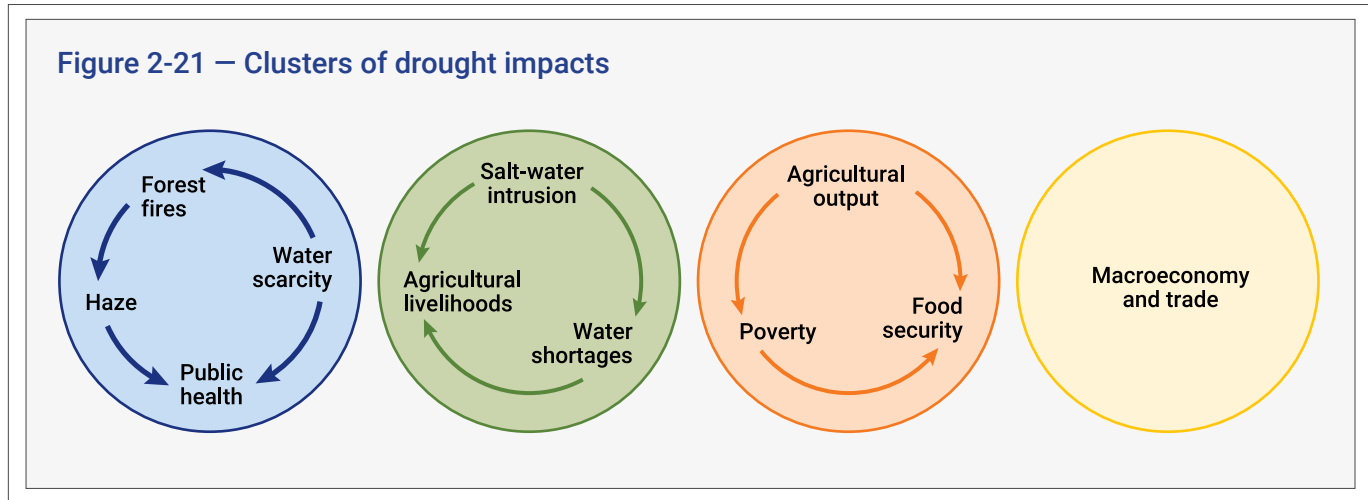 Figure 2-21 — Clusters of drought impacts
Forest
fires
Water
scarcity
Haze
Public
health
Salt-water
intrusion
Agricultural
livelihoods
Water
shortages
Agricultural
output
Poverty
Food
security
Macroeconomy
and trade